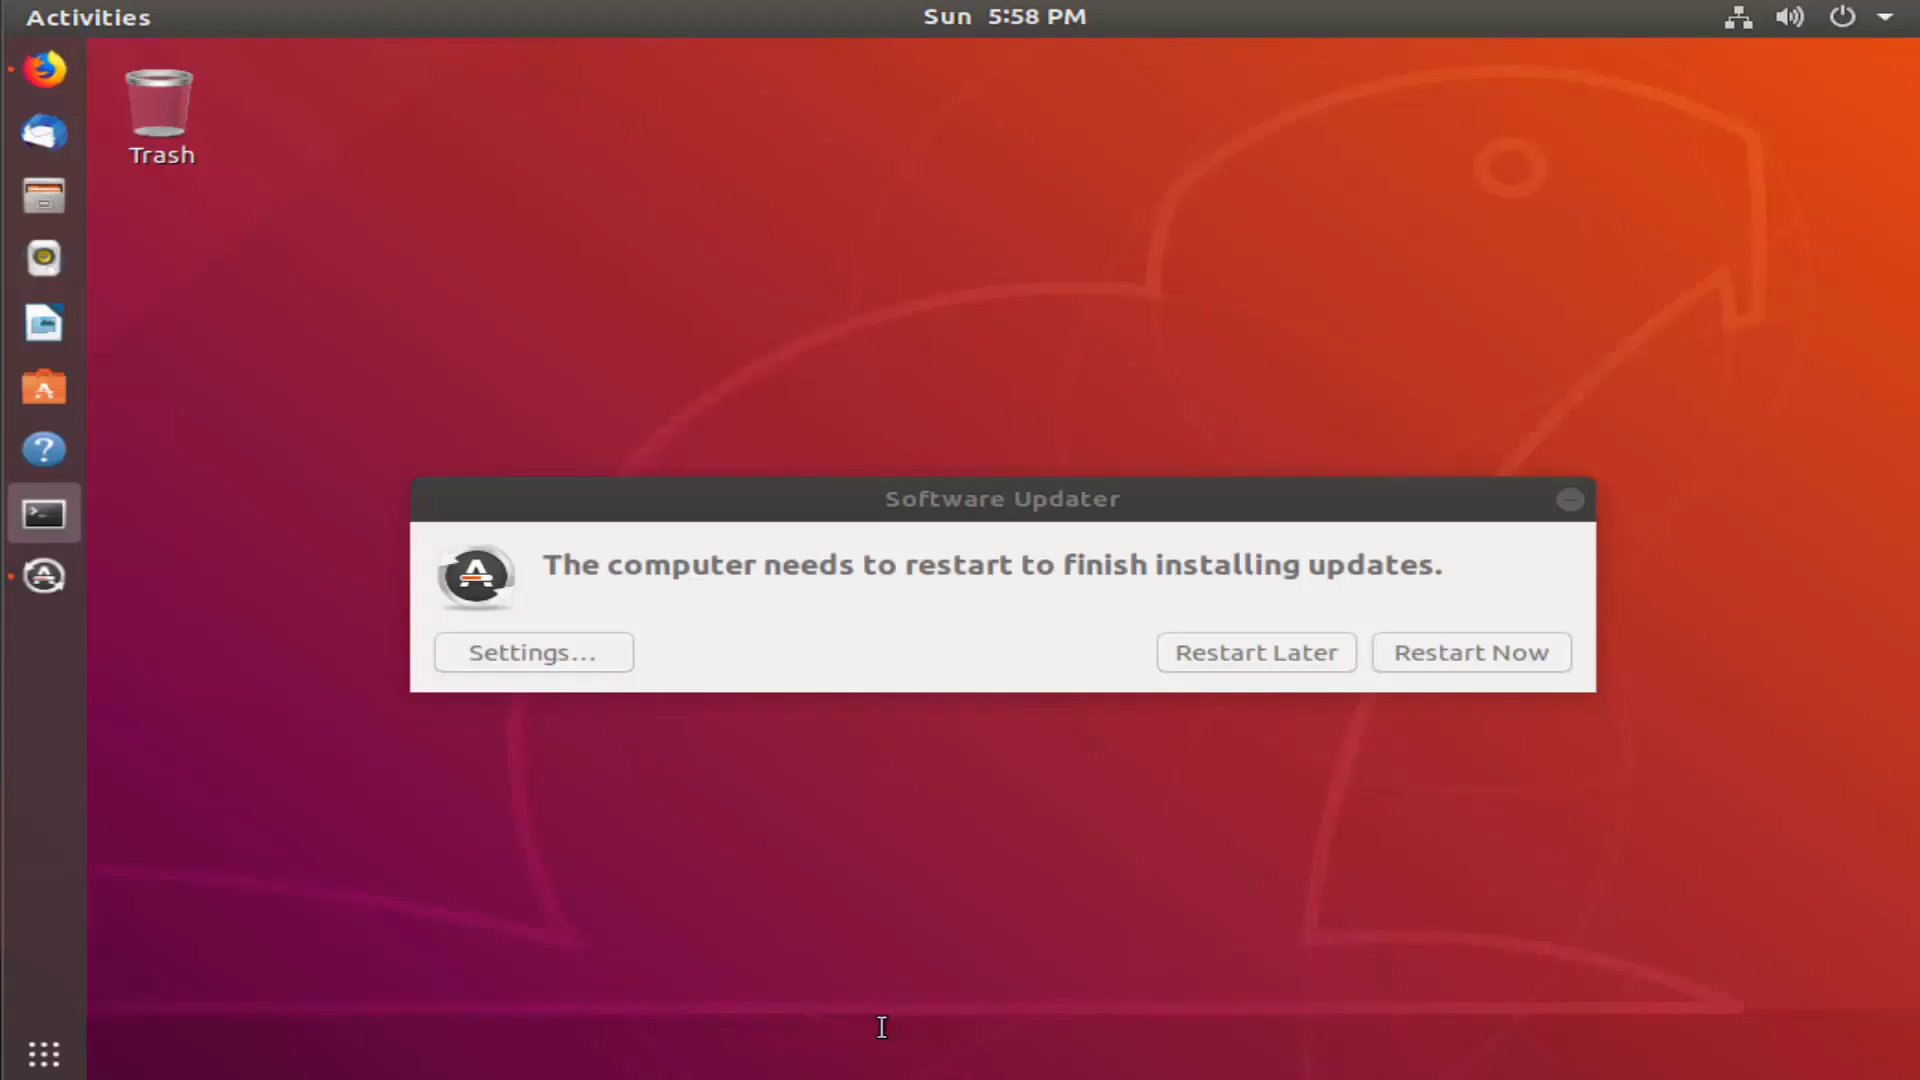 Activities
Sun 5:58 PM
Trash
Software Updater
The computer needs to restart to finish installing updates.
Settings...
Restart Later
Restart Now